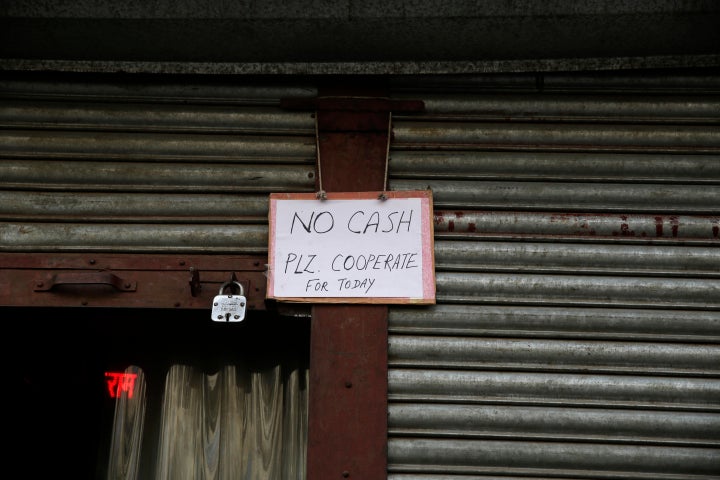 NO CASH
PLZ. COOPERATE
FOR TODAY
राम